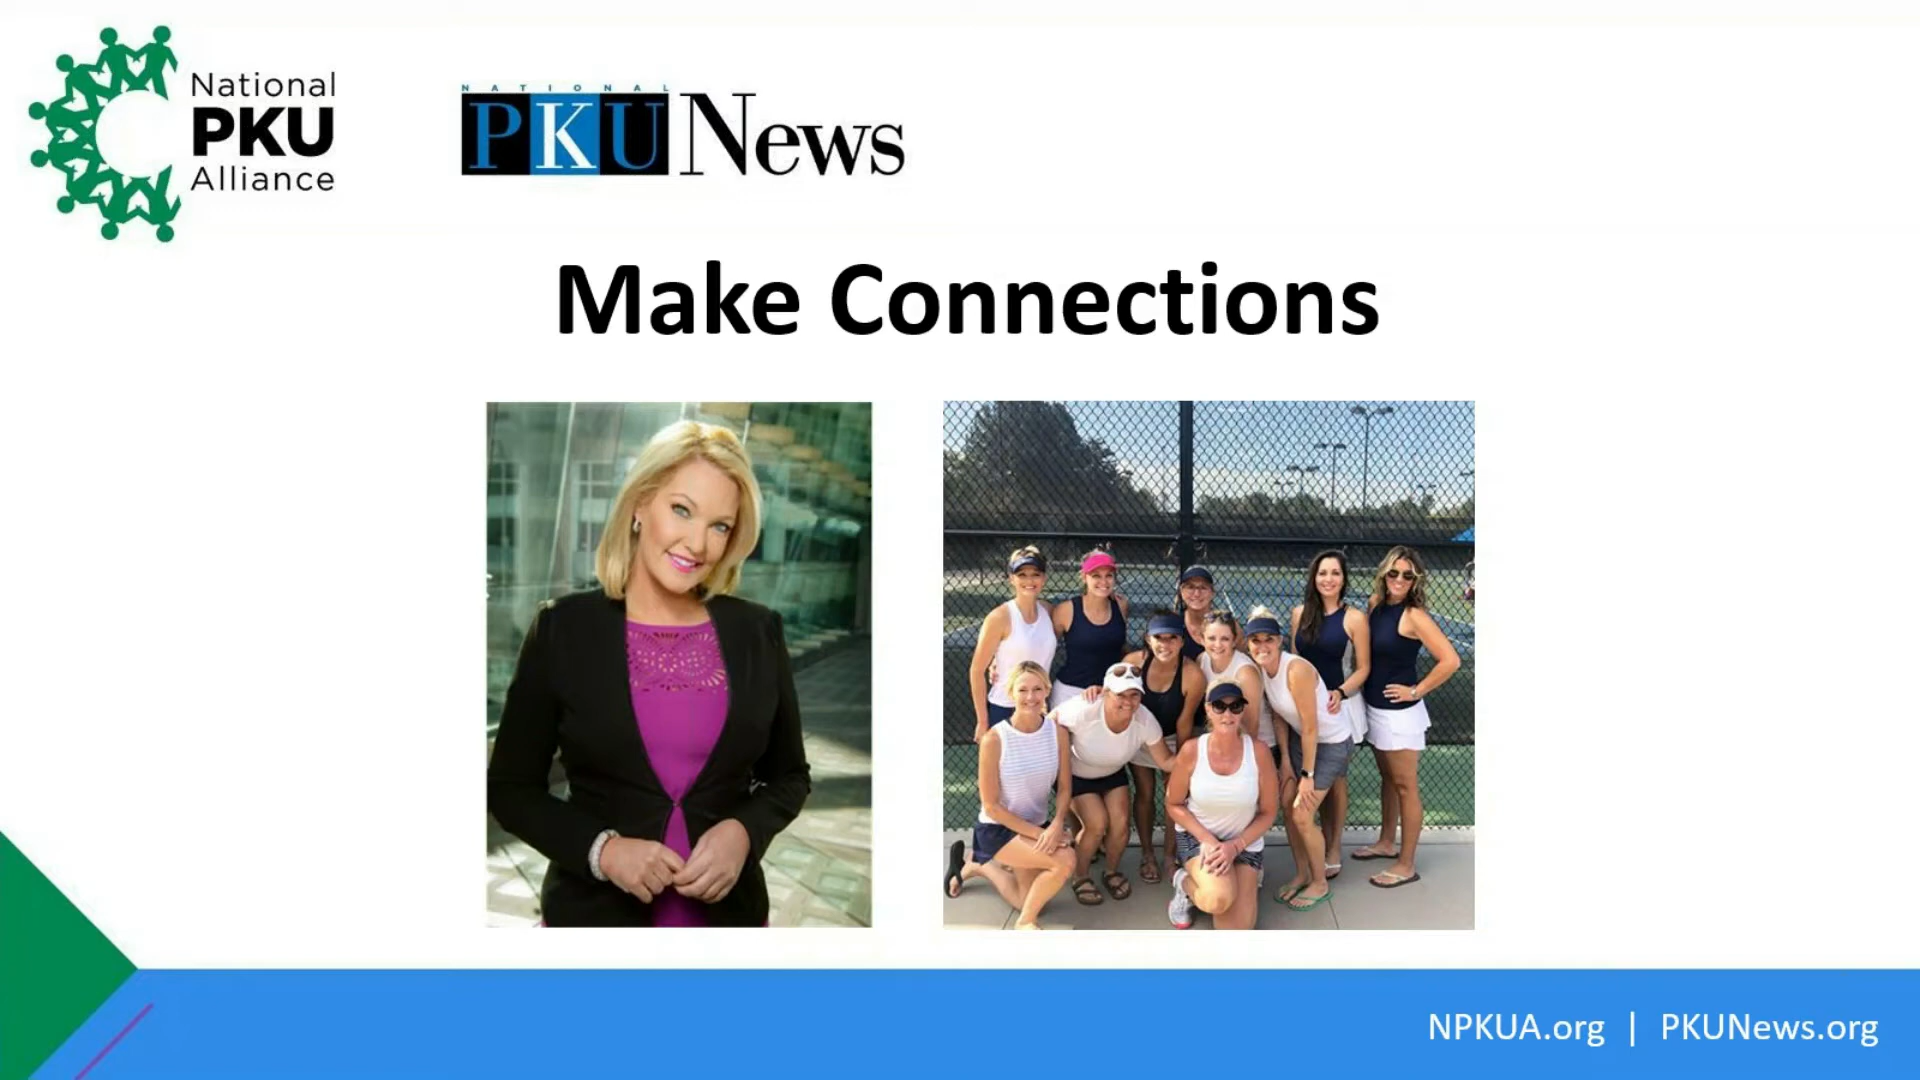 National
PKU
Alliance
NATIONAL
PKU News
Make Connections
NPKUA.org | PKUNews.org